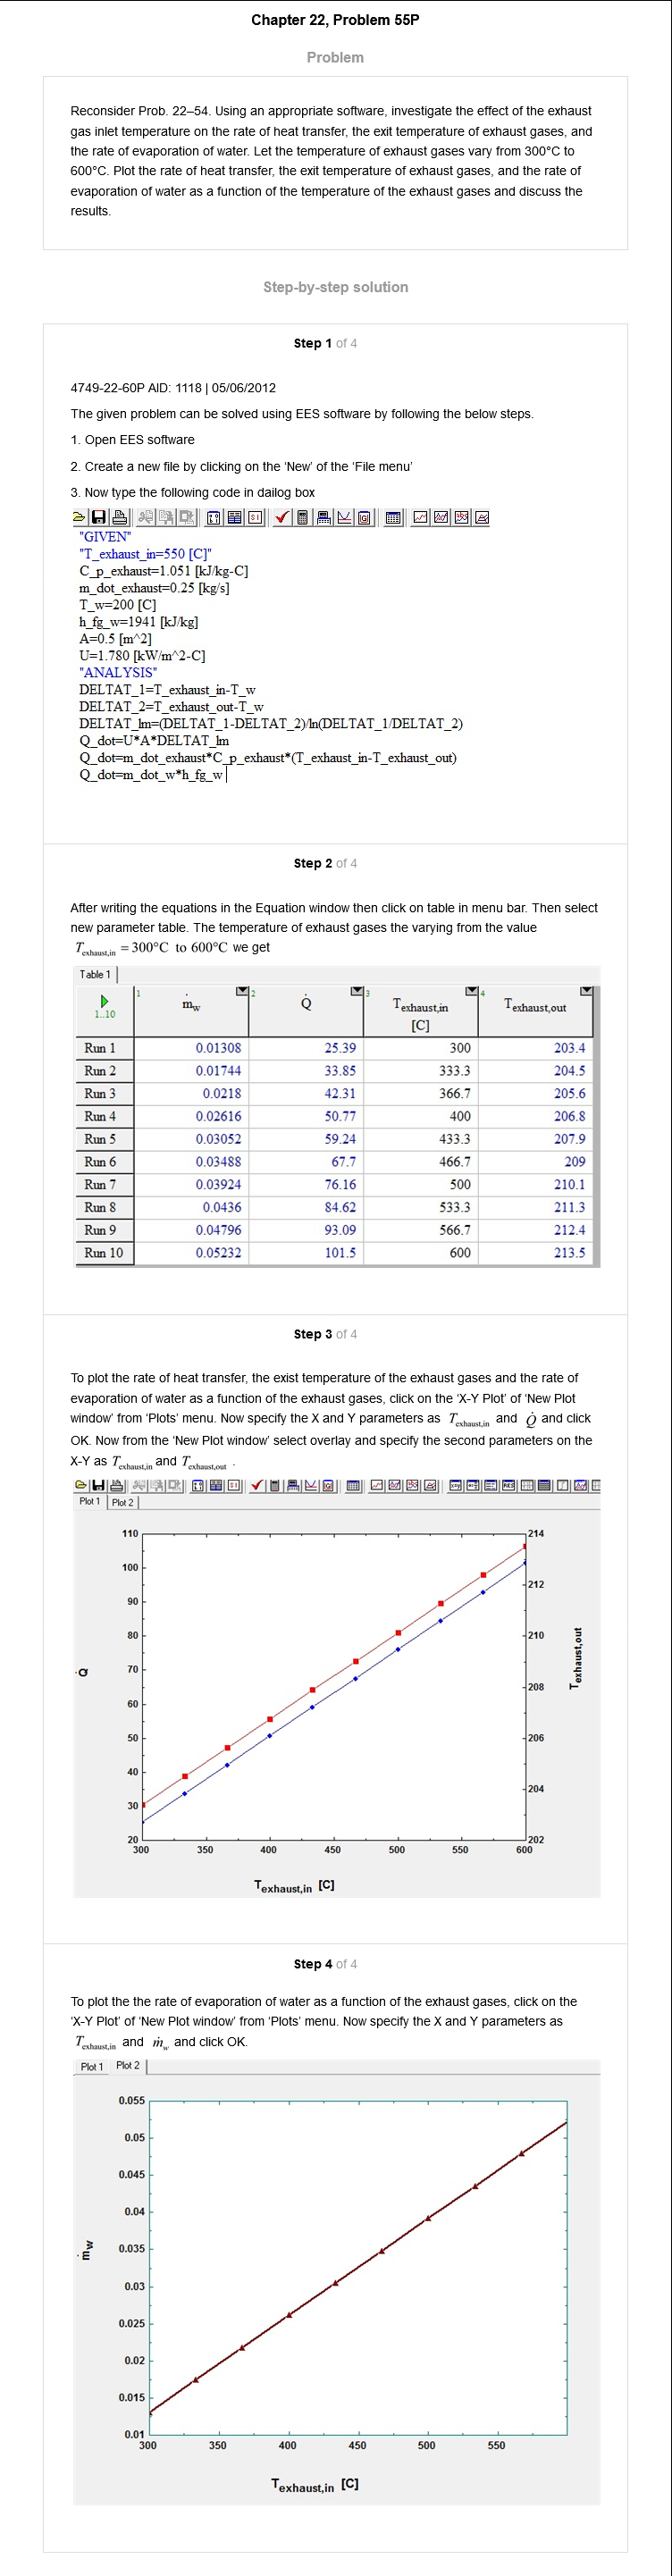 Chapter 22, Problem 55P
Problem
Reconsider Prob. 22–54. Using an appropriate software, investigate the effect of the exhaust
gas inlet temperature on the rate of heat transfer, the exit temperature of exhaust gases, and
the rate of evaporation of water. Let the temperature of exhaust gases vary from 300°C to
600°C. Plot the rate of heat transfer, the exit temperature of exhaust gases, and the rate of
evaporation of water as a function of the temperature of the exhaust gases and discuss the
results.
Step-by-step solution
Step 1 of 4
4749-22-60P AID: 1118 | 05/06/2012
The given problem can be solved using EES software by following the below steps.
1. Open EES software
2. Create a new file by clicking on the 'New' of the 'File menu'
3. Now type the following code in dailog box
"GIVEN"
"T_exhaust_in=550 [C]"
C_p_exhaust=1.051 [kJ/kg-C]
m_dot_exhaust=0.25 [kg/s]
T_w=200 [C]
h_fg_w=1941 [kJ/kg]
A=0.5 [m^2]
U=1.780 [kW/m^2-C]
"ANALYSIS"
DELTAT_1=T_exhaust_in-T_w
DELTAT_2=T_exhaust_out-T_w
DELTAT_lm=(DELTAT_1-DELTAT_2)/ln(DELTAT_1/DELTAT_2)
Q_dot=U*A*DELTAT_lm
Q_dot=m_dot_exhaust*C_p_exhaust*(T_exhaust_in-T_exhaust_out)
Q_dot=m_dot_w*h_fg_w
Step 2 of 4
After writing the equations in the Equation window then click on table in menu bar. Then select
new parameter table. The temperature of exhaust gases the varying from the value
T exhaust,in = 300°C to 600°C we get
Table 1
1..10 1 ṁw 2 Q̇ 3 Texhaust,in [C] 4 Texhaust,out
Run 1 0.01308 25.39 300 203.4
Run 2 0.01744 33.85 333.3 204.5
Run 3 0.0218 42.31 366.7 205.6
Run 4 0.02616 50.77 400 206.8
Run 5 0.03052 59.24 433.3 207.9
Run 6 0.03488 67.7 466.7 209
Run 7 0.03924 76.16 500 210.1
Run 8 0.0436 84.62 533.3 211.3
Run 9 0.04796 93.09 566.7 212.4
Run 10 0.05232 101.5 600 213.5
Step 3 of 4
To plot the rate of heat transfer, the exist temperature of the exhaust gases and the rate of
evaporation of water as a function of the exhaust gases, click on the 'X-Y Plot' of 'New Plot
window' from 'Plots' menu. Now specify the X and Y parameters as T exhaust,in and Q̇ and click
OK. Now from the 'New Plot window' select overlay and specify the second parameters on the
X-Y as T exhaust,in and T exhaust,out .
Plot 1 Plot 2
110
100
90
80
70
60
50
40
30
20
Q̇
214
212
210
208
206
204
202
Texhaust,out
300 350 400 450 500 550 600
Texhaust,in [C]
Step 4 of 4
To plot the the rate of evaporation of water as a function of the exhaust gases, click on the
'X-Y Plot' of 'New Plot window' from 'Plots' menu. Now specify the X and Y parameters as
T exhaust,in and ṁw and click OK.
Plot 1 Plot 2
0.055
0.05
0.045
0.04
0.035
0.03
0.025
0.02
0.015
0.01
ṁw
300 350 400 450 500 550
Texhaust,in [C]